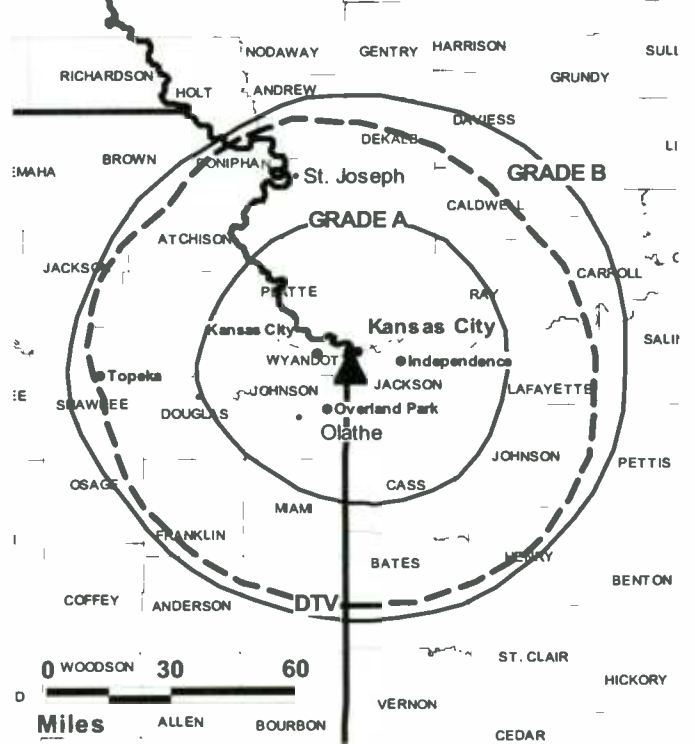 NODAWAY
GENTRY
HARRISON
SULL
RICHARDSON
GRUNDY
HOLT
ANDREW
DAVIESS
DEKALB
LI
BROWN
DONIPHAN
EMAHA
St. Joseph
GRADE B
CALDWELL
GRADE A
ATCHISON
JACKSON
CARROLL
PLATTE
RAY
Kansas City
Kansas City
SALIN
WYANDOT
Independence
Topeka
JOHNSON
JACKSON
LAFAYETTE
EE
SHAWNEE
DOUGLAS
Overland Park
Olathe
JOHNSON
PETTIS
OSAGE
CASS
MIAMI
FRANKLIN
HENRY
BATES
BENTON
COFFEY
ANDERSON
DTV
ST. CLAIR
0 WOODSON 30 60
HICKORY
D
VERNON
Miles
ALLEN
BOURBON
CEDAR